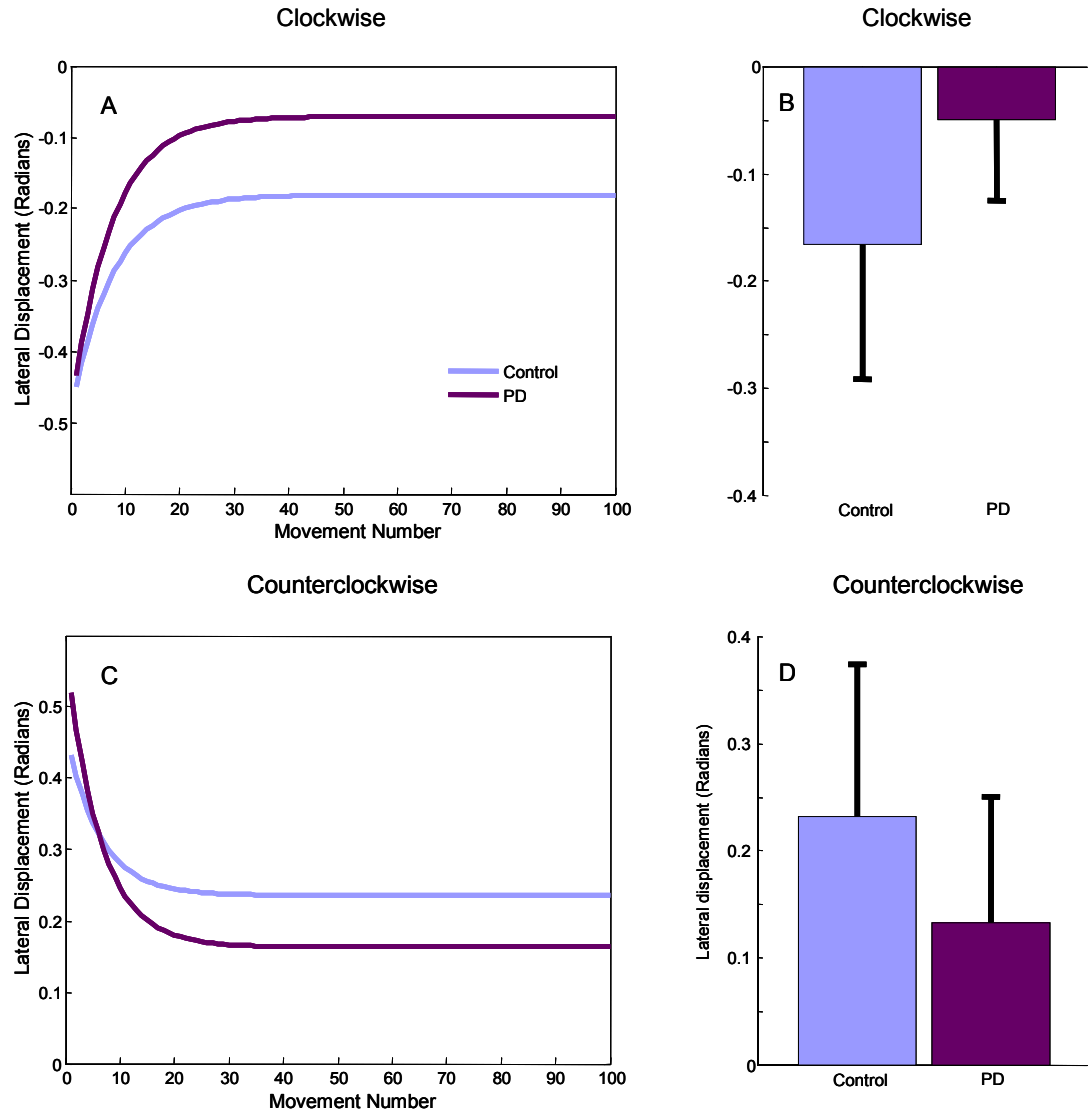 Clockwise
A
0
-0.1
-0.2
-0.3
-0.4
-0.5
Lateral Displacement (Radians)
Control
PD
0 10 20 30 40 50 60 70 80 90 100
Movement Number
Clockwise
B
0
-0.1
-0.2
-0.3
-0.4
Control PD
Counterclockwise
C
0.5
0.4
0.3
0.2
0.1
0
Lateral Displacement (Radians)
0 10 20 30 40 50 60 70 80 90 100
Movement Number
Counterclockwise
D
0.4
0.3
0.2
0.1
0
Lateral displacement (Radians)
Control PD